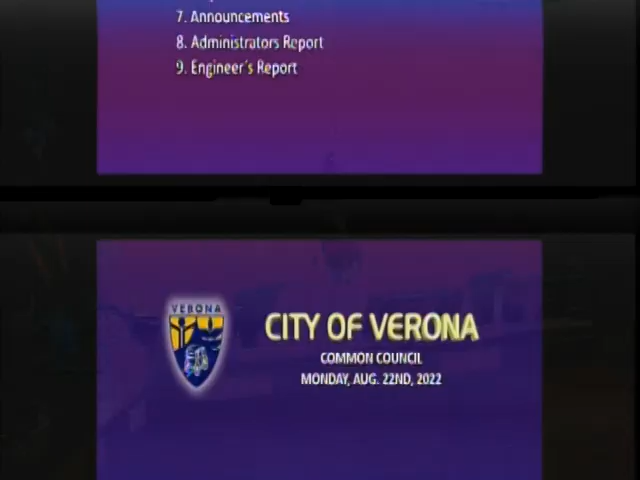 7. Announcements
8. Administrators Report
9. Engineer's Report
VERONA
CITY OF VERONA
COMMON COUNCIL
MONDAY, AUG. 22ND, 2022